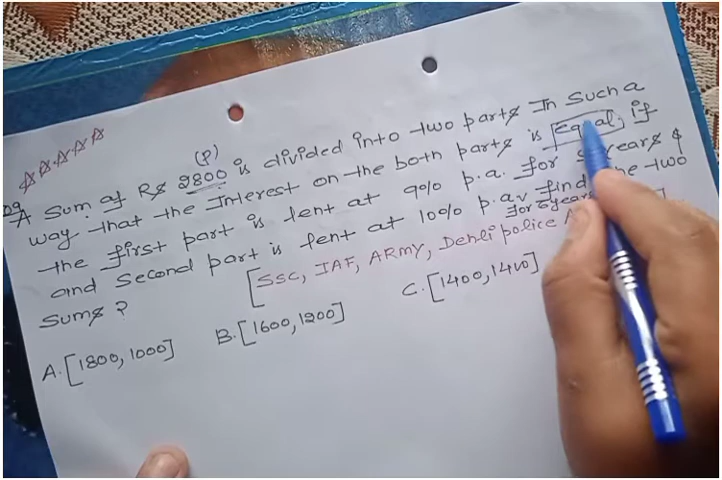 ☆☆☆☆☆
(P)
A Sum of R$ 2800 is divided into two parts In Such a
way that the Interest on the both parts is equal. If
the first part is lent at 9% p.a. for years &
and Second part is lent at 10% p.a. find two
for 6 years
Sums ?
[SSC, IAF, ARmy, Dehli police
A. [1800, 1000]
B. [1600, 1200]
C. [1400, 1400]